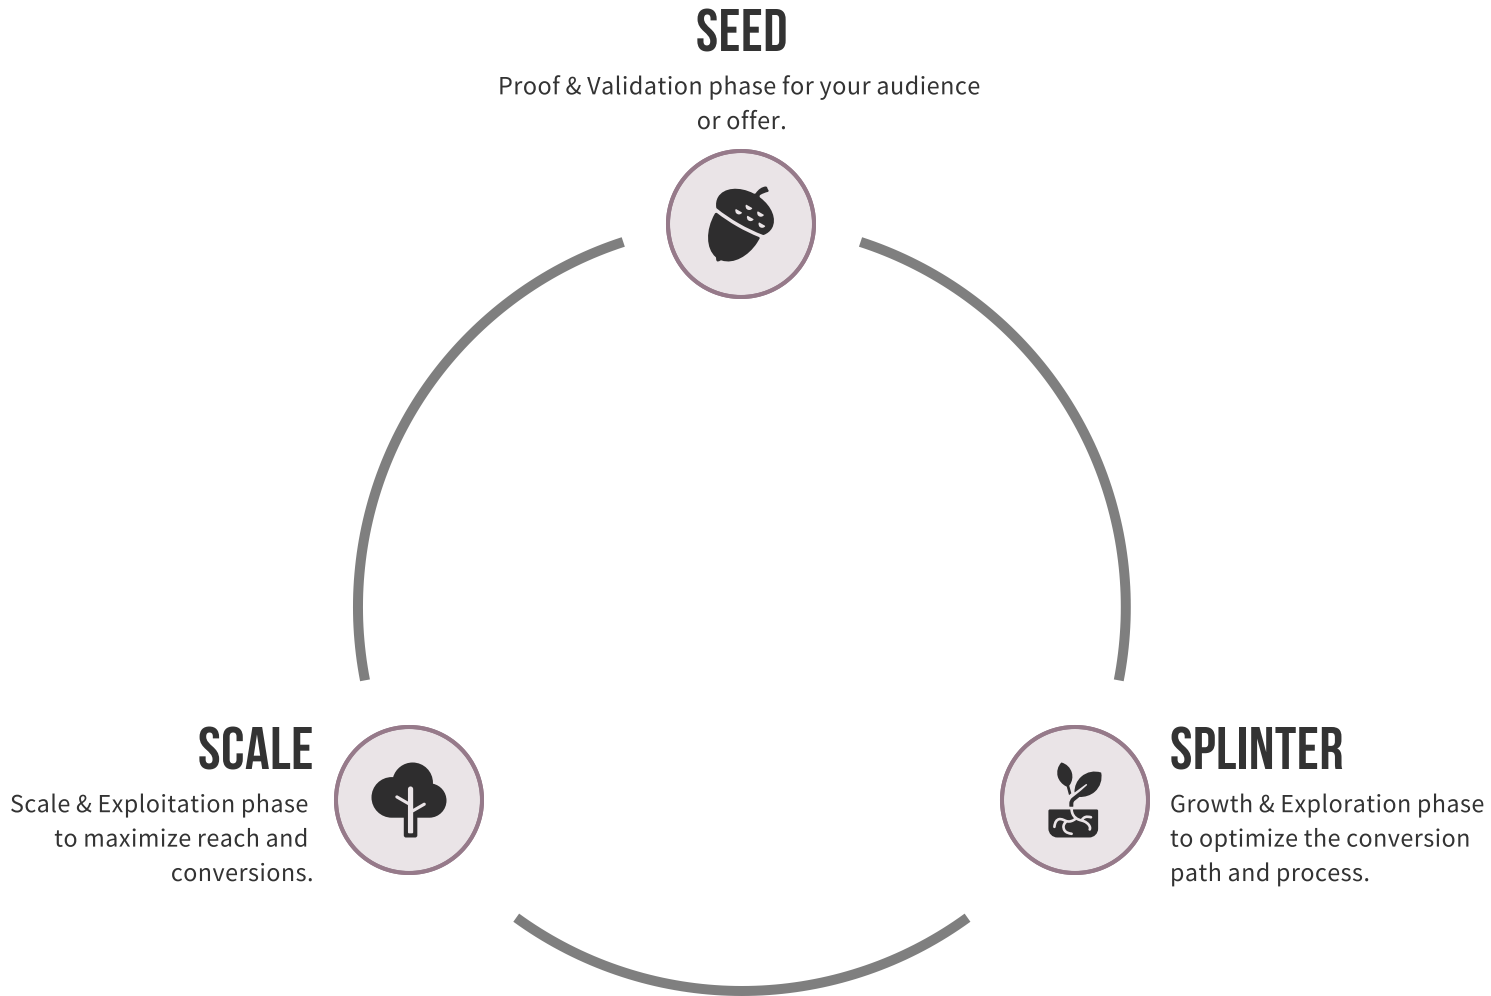 SEED
Proof & Validation phase for your audience
or offer.
SCALE
Scale & Exploitation phase
to maximize reach and
conversions.
SPLINTER
Growth & Exploration phase
to optimize the conversion
path and process.